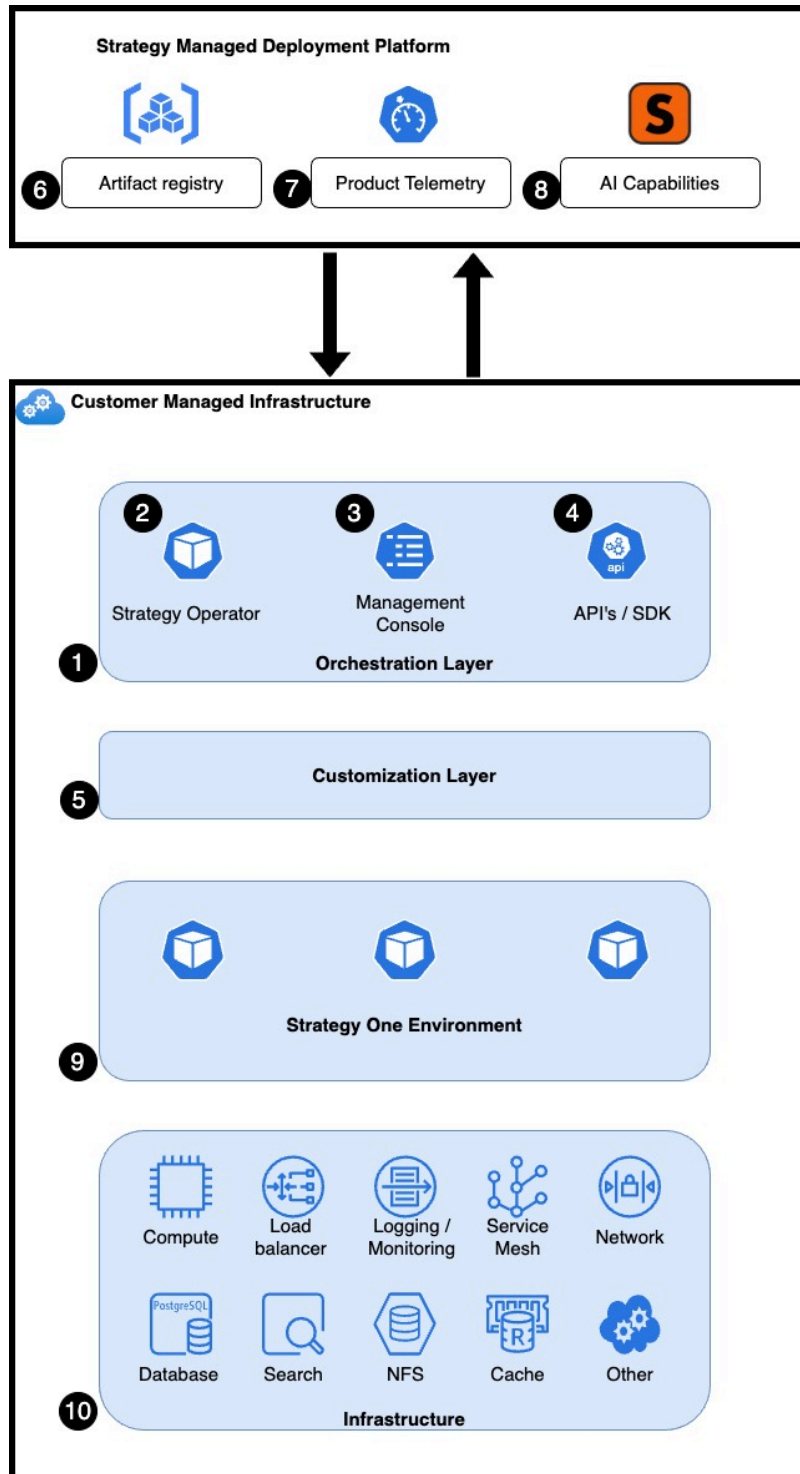 Strategy Managed Deployment Platform
S
6 Artifact registry
7 Product Telemetry
8 AI Capabilities
Customer Managed Infrastructure
2
3
4
api
Strategy Operator
Management
Console
API's / SDK
1
Orchestration Layer
5
Customization Layer
Strategy One Environment
9
Compute
Load
balancer
Logging /
Monitoring
Service
Mesh
Network
PostgreSQL
R
Database
Search
NFS
Cache
Other
10
Infrastructure